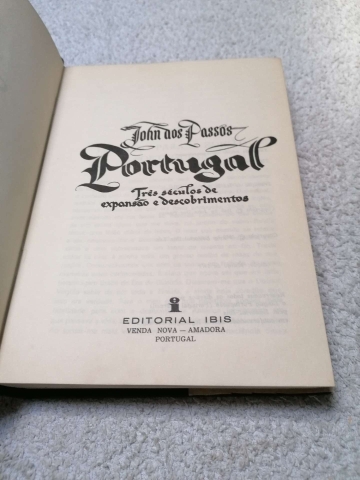 John dos Passos
Portugal
Três séculos de
expansão e descobrimentos
i
EDITORIAL IBIS
VENDA NOVA — AMADORA
PORTUGAL